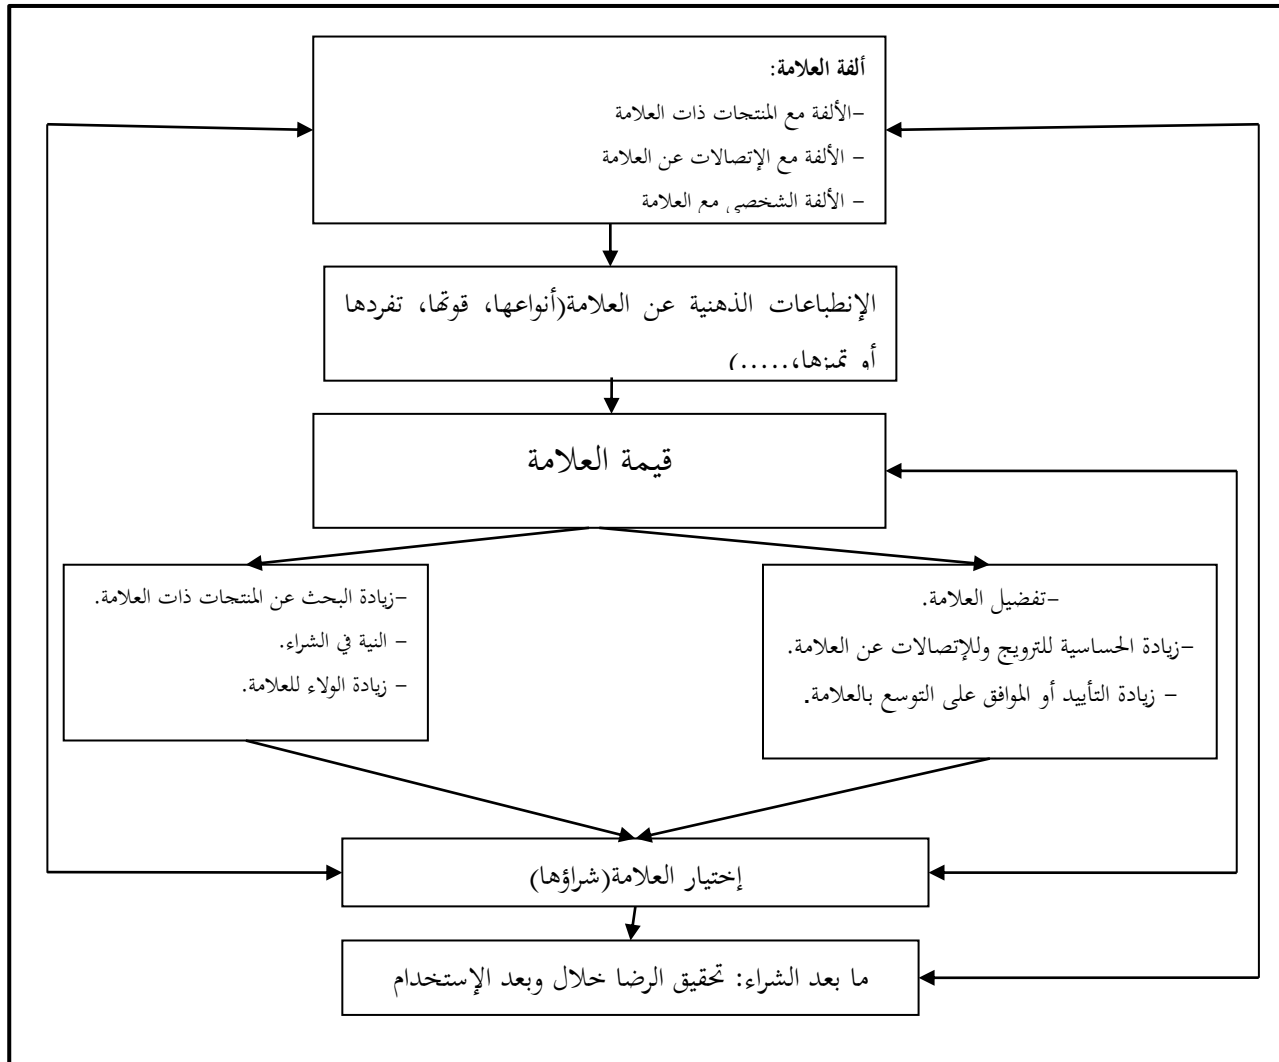 ألفة العلامة:
-الألفة مع المنتجات ذات العلامة
- الألفة مع الإتصالات عن العلامة
- الألفة الشخصي مع العلامة
الإنطباعات الذهنية عن العلامة(أنواعها، قوتها، تفردها
أو تميزها،.....)
قيمة العلامة
-تفضيل العلامة.
-زيادة الحساسية للترويج وللإتصالات عن العلامة.
- زيادة التأييد أو الموافق على التوسع بالعلامة.
-زيادة البحث عن المنتجات ذات العلامة.
- النية في الشراء.
- زيادة الولاء للعلامة.
إختيار العلامة(شراؤها)
ما بعد الشراء: تحقيق الرضا خلال وبعد الإستخدام